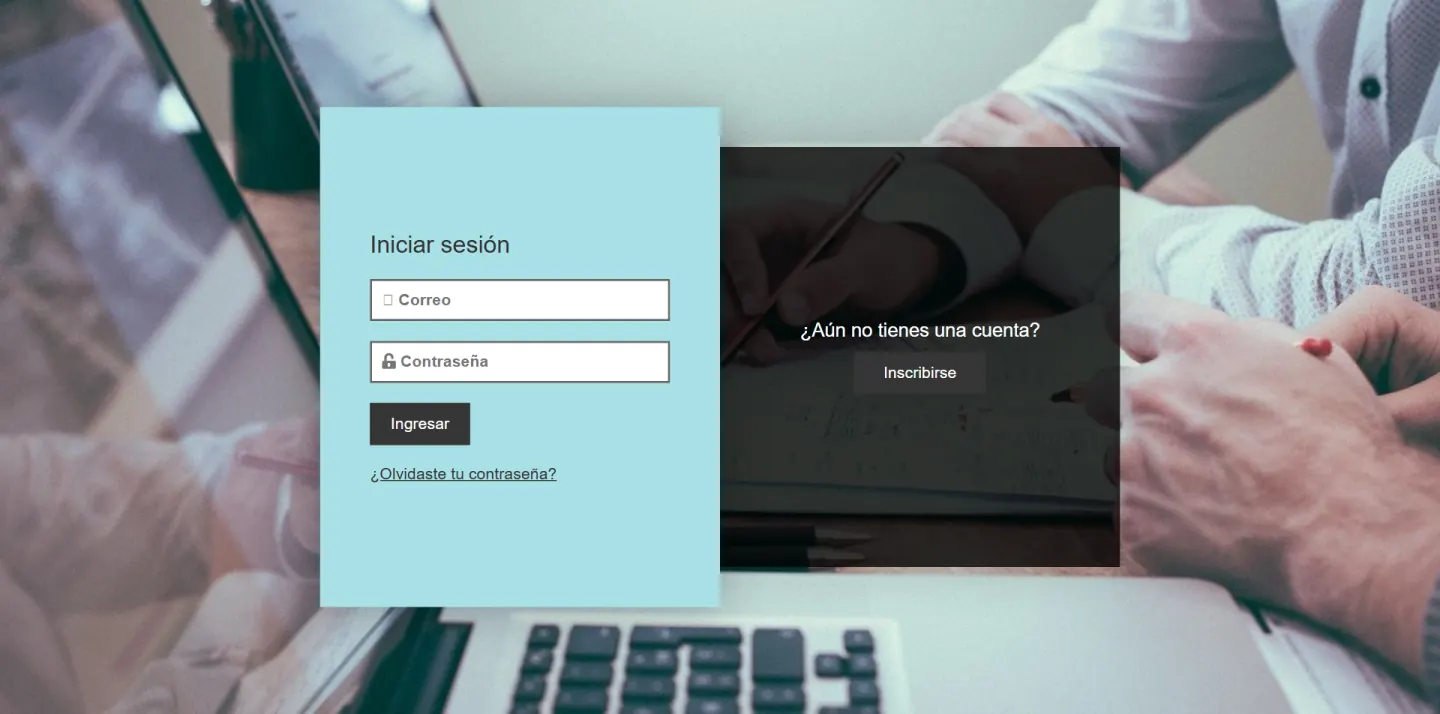 Iniciar sesión
Correo
Contraseña
Ingresar
¿Olvidaste tu contraseña?
¿Aún no tienes una cuenta?
Inscribirse